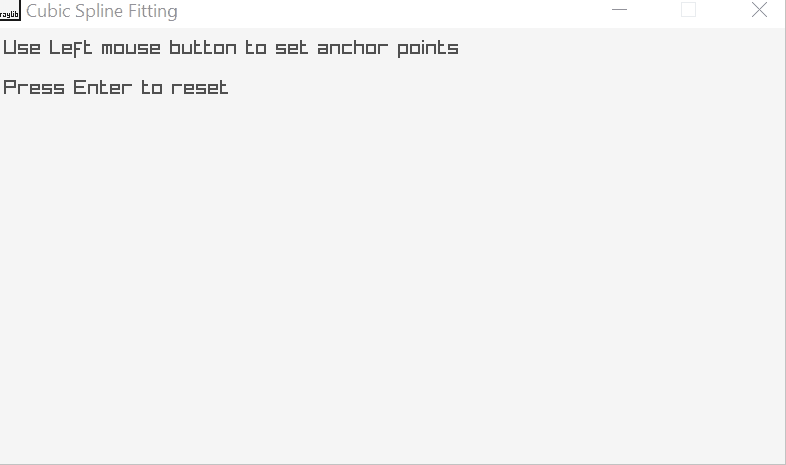 raylib
Cubic Spline Fitting
Use Left mouse button to set anchor points
Press Enter to reset